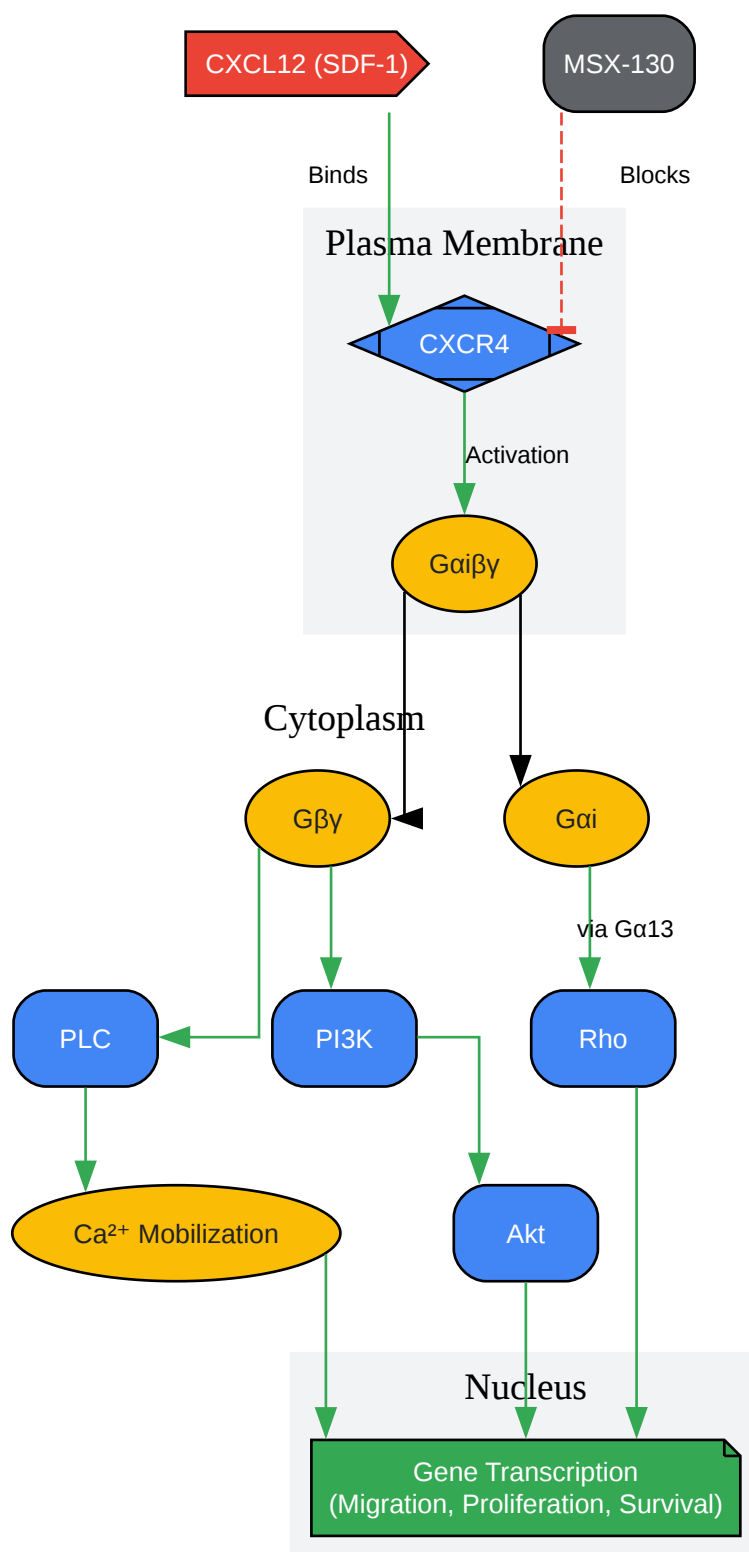 CXCL12 (SDF-1)
MSX-130
Binds
Blocks
Plasma Membrane
CXCR4
Activation
Gαiβγ
Cytoplasm
Gβγ
Gαi
via Gα13
PLC
PI3K
Rho
Ca²⁺ Mobilization
Akt
Nucleus
Gene Transcription
(Migration, Proliferation, Survival)